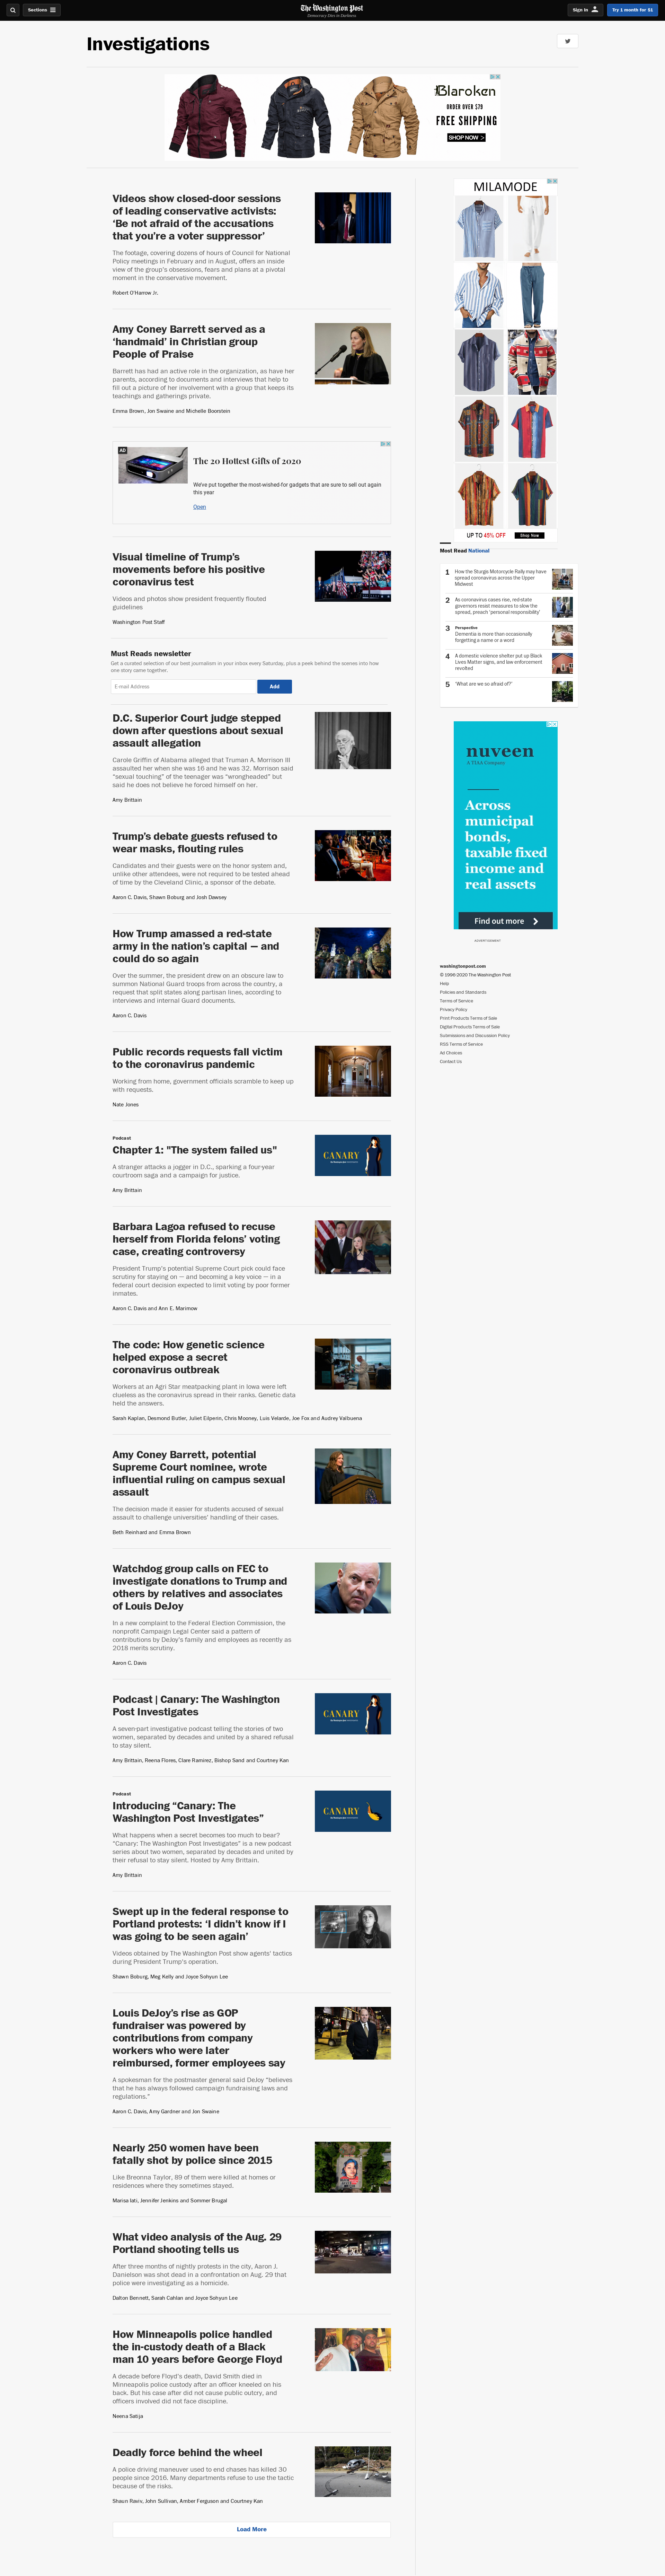 Sections
The Washington Post
Democracy Dies in Darkness
Sign In
Try 1 month for $1
Investigations
Blaroken
ORDER OVER $79
FREE SHIPPING
SHOP NOW >
Videos show closed-door sessions
of leading conservative activists:
‘Be not afraid of the accusations
that you’re a voter suppressor’
The footage, covering dozens of hours of Council for National
Policy meetings in February and in August, offers an inside
view of the group’s obsessions, fears and plans at a pivotal
moment in the conservative movement.
Robert O'Harrow Jr.
Amy Coney Barrett served as a
‘handmaid’ in Christian group
People of Praise
Barrett has had an active role in the organization, as have her
parents, according to documents and interviews that help to
fill out a picture of her involvement with a group that keeps its
teachings and gatherings private.
Emma Brown, Jon Swaine and Michelle Boorstein
AD
The 20 Hottest Gifts of 2020
We've put together the most-wished-for gadgets that are sure to sell out again
this year
Open
Visual timeline of Trump’s
movements before his positive
coronavirus test
Videos and photos show president frequently flouted
guidelines
Washington Post Staff
Must Reads newsletter
Get a curated selection of our best journalism in your inbox every Saturday, plus a peek behind the scenes into how
one story came together.
E-mail Address
Add
D.C. Superior Court judge stepped
down after questions about sexual
assault allegation
Carole Griffin of Alabama alleged that Truman A. Morrison III
assaulted her when she was 16 and he was 32. Morrison said
“sexual touching” of the teenager was “wrongheaded” but
said he does not believe he forced himself on her.
Amy Brittain
Trump’s debate guests refused to
wear masks, flouting rules
Candidates and their guests were on the honor system and,
unlike other attendees, were not required to be tested ahead
of time by the Cleveland Clinic, a sponsor of the debate.
Aaron C. Davis, Shawn Boburg and Josh Dawsey
How Trump amassed a red-state
army in the nation’s capital — and
could do so again
Over the summer, the president drew on an obscure law to
summon National Guard troops from across the country, a
request that split states along partisan lines, according to
interviews and internal Guard documents.
Aaron C. Davis
Public records requests fall victim
to the coronavirus pandemic
Working from home, government officials scramble to keep up
with requests.
Nate Jones
Podcast
Chapter 1: "The system failed us"
A stranger attacks a jogger in D.C., sparking a four-year
courtroom saga and a campaign for justice.
Amy Brittain
CANARY
Barbara Lagoa refused to recuse
herself from Florida felons’ voting
case, creating controversy
President Trump’s potential Supreme Court pick could face
scrutiny for staying on — and becoming a key voice — in a
federal court decision expected to limit voting by poor former
inmates.
Aaron C. Davis and Ann E. Marimow
The code: How genetic science
helped expose a secret
coronavirus outbreak
Workers at an Agri Star meatpacking plant in Iowa were left
clueless as the coronavirus spread in their ranks. Genetic data
held the answers.
Sarah Kaplan, Desmond Butler, Juliet Eilperin, Chris Mooney, Luis Velarde, Joe Fox and Audrey Valbuena
Amy Coney Barrett, potential
Supreme Court nominee, wrote
influential ruling on campus sexual
assault
The decision made it easier for students accused of sexual
assault to challenge universities’ handling of their cases.
Beth Reinhard and Emma Brown
Watchdog group calls on FEC to
investigate donations to Trump and
others by relatives and associates
of Louis DeJoy
In a new complaint to the Federal Election Commission, the
nonprofit Campaign Legal Center said a pattern of
contributions by DeJoy’s family and employees as recently as
2018 merits scrutiny.
Aaron C. Davis
Podcast | Canary: The Washington
Post Investigates
A seven-part investigative podcast telling the stories of two
women, separated by decades and united by a shared refusal
to stay silent.
Amy Brittain, Reena Flores, Clare Ramirez, Bishop Sand and Courtney Kan
CANARY
Podcast
Introducing “Canary: The
Washington Post Investigates”
What happens when a secret becomes too much to bear?
“Canary: The Washington Post Investigates” is a new podcast
series about two women, separated by decades and united by
their refusal to stay silent. Hosted by Amy Brittain.
Amy Brittain
CANARY
Swept up in the federal response to
Portland protests: ‘I didn’t know if I
was going to be seen again’
Videos obtained by The Washington Post show agents’ tactics
during President Trump’s operation.
Shawn Boburg, Meg Kelly and Joyce Sohyun Lee
Louis DeJoy’s rise as GOP
fundraiser was powered by
contributions from company
workers who were later
reimbursed, former employees say
A spokesman for the postmaster general said DeJoy “believes
that he has always followed campaign fundraising laws and
regulations.”
Aaron C. Davis, Amy Gardner and Jon Swaine
Nearly 250 women have been
fatally shot by police since 2015
Like Breonna Taylor, 89 of them were killed at homes or
residences where they sometimes stayed.
Marisa Iati, Jennifer Jenkins and Sommer Brugal
What video analysis of the Aug. 29
Portland shooting tells us
After three months of nightly protests in the city, Aaron J.
Danielson was shot dead in a confrontation on Aug. 29 that
police were investigating as a homicide.
Dalton Bennett, Sarah Cahlan and Joyce Sohyun Lee
How Minneapolis police handled
the in-custody death of a Black
man 10 years before George Floyd
A decade before Floyd’s death, David Smith died in
Minneapolis police custody after an officer kneeled on his
back. But his case after did not cause public outcry, and
officers involved did not face discipline.
Neena Satija
Deadly force behind the wheel
A police driving maneuver used to end chases has killed 30
people since 2016. Many departments refuse to use the tactic
because of the risks.
Shaun Raviv, John Sullivan, Amber Ferguson and Courtney Kan
Load More
MILAMODE
UP TO 45% OFF
Shop Now
Most Read National
1 How the Sturgis Motorcycle Rally may have
spread coronavirus across the Upper
Midwest
2 As coronavirus cases rise, red-state
governors resist measures to slow the
spread, preach ‘personal responsibility’
3 Perspective
Dementia is more than occasionally
forgetting a name or a word
4 A domestic violence shelter put up Black
Lives Matter signs, and law enforcement
revolted
5 ‘What are we so afraid of?’
nuveen
A TIAA Company
Across
municipal
bonds,
taxable fixed
income and
real assets
Find out more
ADVERTISEMENT
washingtonpost.com
© 1996-2020 The Washington Post
Help
Policies and Standards
Terms of Service
Privacy Policy
Print Products Terms of Sale
Digital Products Terms of Sale
Submissions and Discussion Policy
RSS Terms of Service
Ad Choices
Contact Us